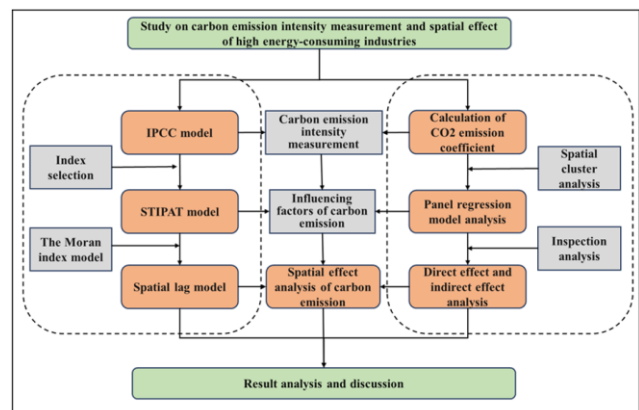 Study on carbon emission intensity measurement and spatial effect
of high energy-consuming industries
IPCC model
Carbon emission
intensity
measurement
Calculation of
CO2 emission
coefficient
Index
selection
Spatial
cluster
analysis
STIPAT model
Influencing
factors of carbon
emission
Panel regression
model analysis
The Moran
index model
Inspection
analysis
Spatial lag model
Spatial effect
analysis of carbon
emission
Direct effect and
indirect effect
analysis
Result analysis and discussion